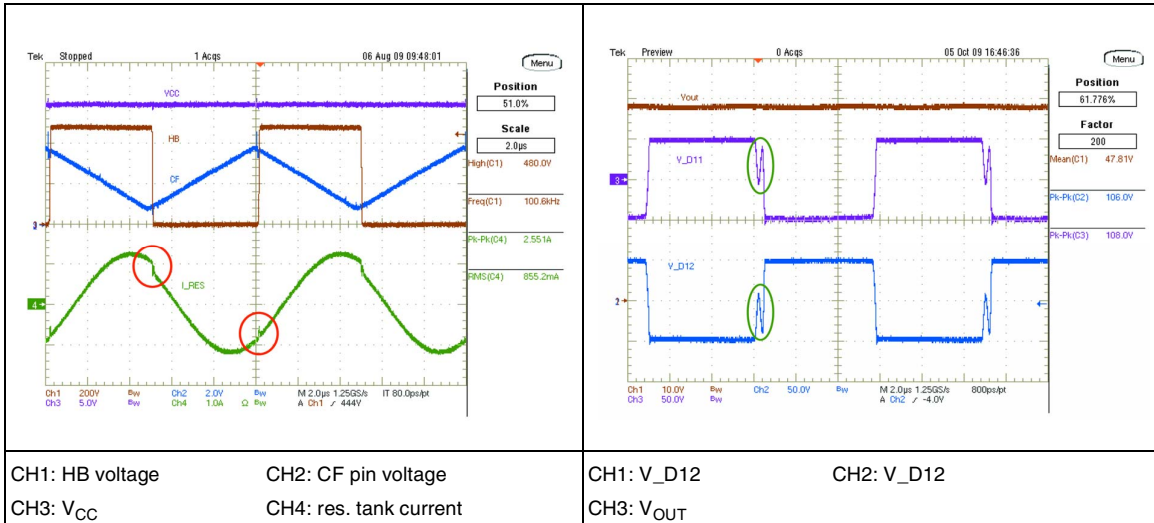 Tek Stopped 1 Acqs 06 Aug 09 09:48:01
Menu
Position
51.0%
Scale
2.0µs
High(C1) 480.0V
Freq(C1) 100.6kHz
Pk-Pk(C4) 2.551A
RMS(C4) 855.2mA
VCC
HB
CF
3
I_RES
4
Ch1 200V Bw Ch2 2.0V Bw M 2.0µs 1.25GS/s IT 80.0ps/pt
Ch3 5.0V Bw Ch4 1.0A Ω Bw A Ch1 / 444V
Tek Preview 0 Acqs 05 Oct 09 16:46:36
Menu
Position
61.776%
Factor
200
Mean(C1) 47.81V
Pk-Pk(C2) 106.0V
Pk-Pk(C3) 108.0V
Vout
V_D11
3
V_D12
2
Ch1 10.0V Bw Ch2 50.0V Bw M 2.0µs 1.25GS/s 800ps/pt
Ch3 50.0V Bw A Ch2 / -4.0V
CH1: HB voltage CH2: CF pin voltage
CH3: VCC CH4: res. tank current
CH1: V_D12 CH2: V_D12
CH3: VOUT